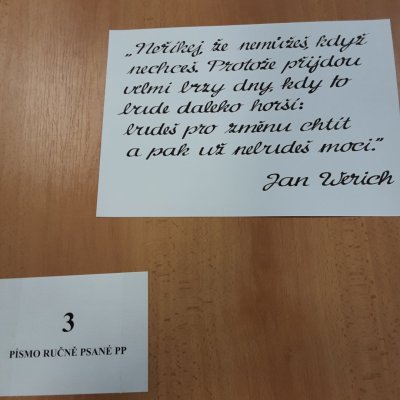 „Neříkej, že nemůžeš, když
nechceš. Protože přijdou
velmi brzy dny, kdy to
bude daleko horší:
budeš pro změnu chtít
a pak už nebudeš moci."
Jan Werich
3
PÍSMO RUČNĚ PSANÉ PP